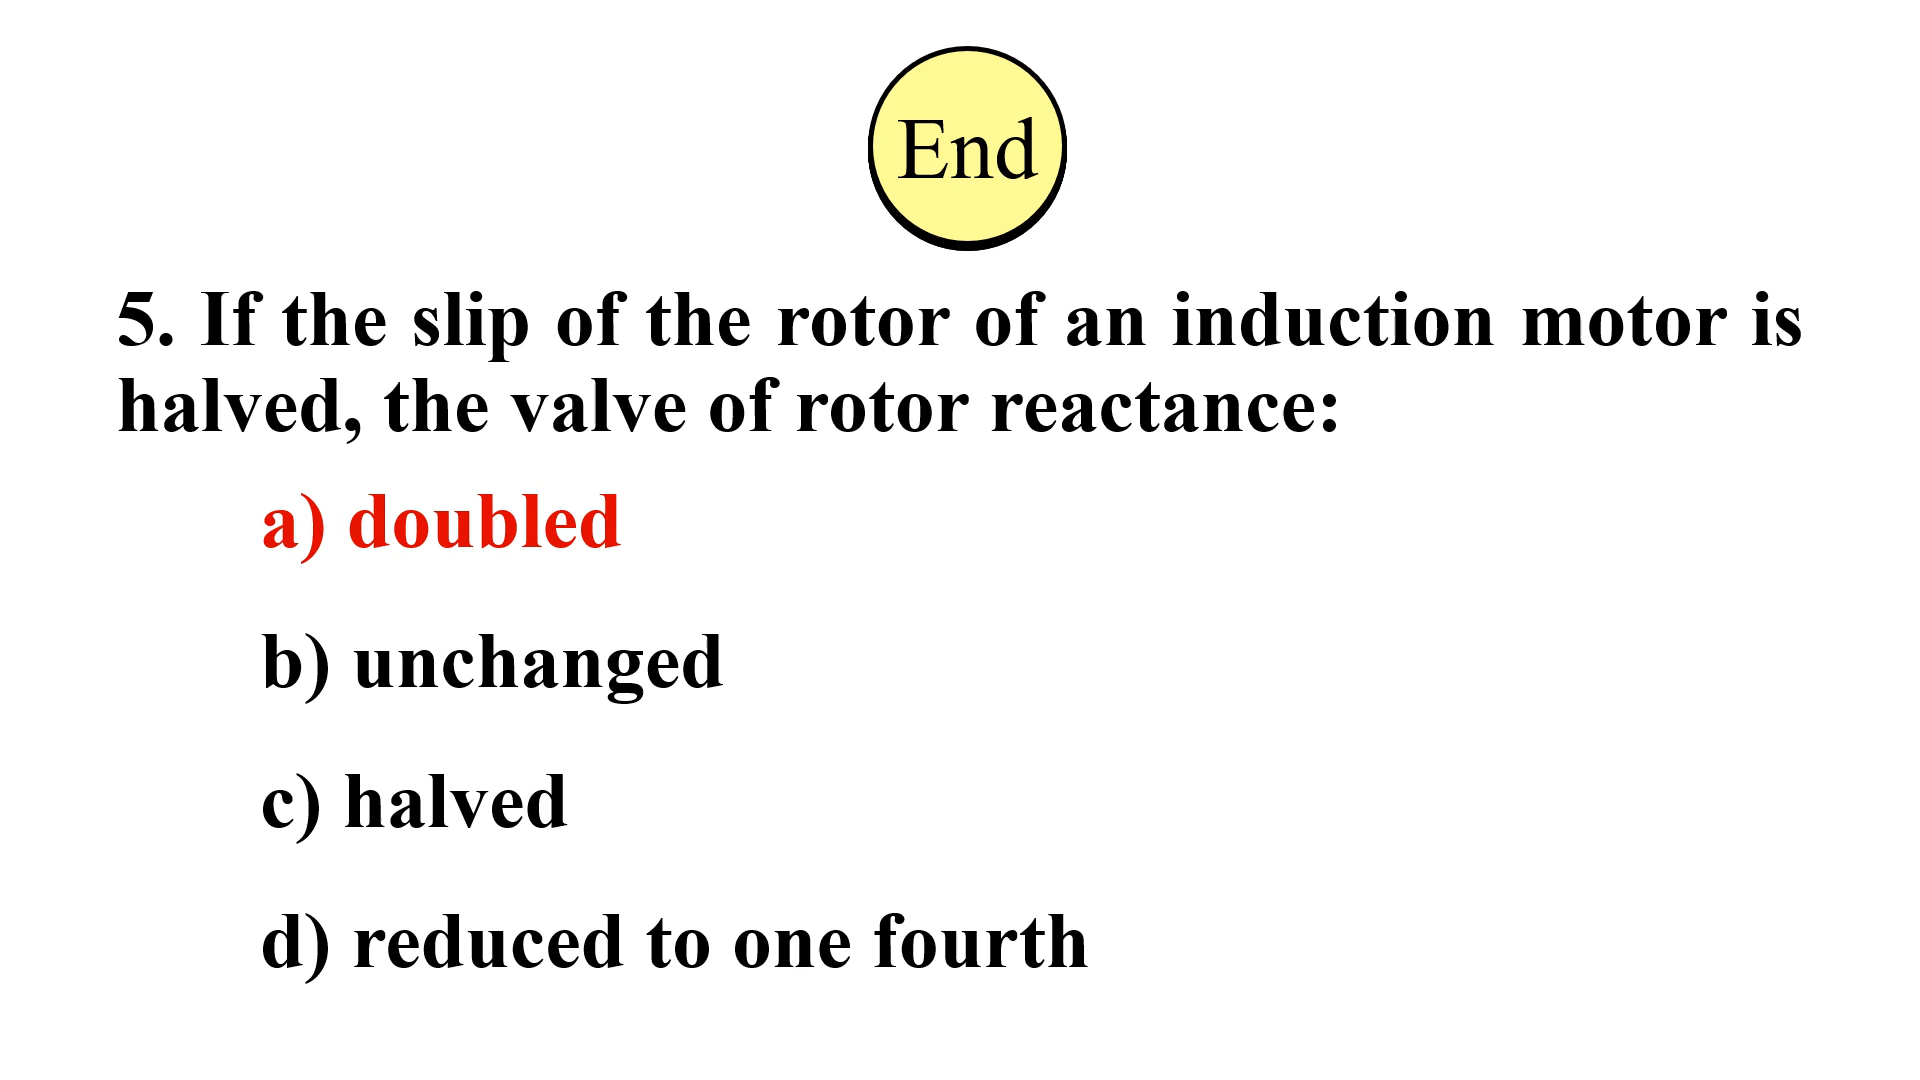 End
5. If the slip of the rotor of an induction motor is
halved, the valve of rotor reactance:
a) doubled
b) unchanged
c) halved
d) reduced to one fourth